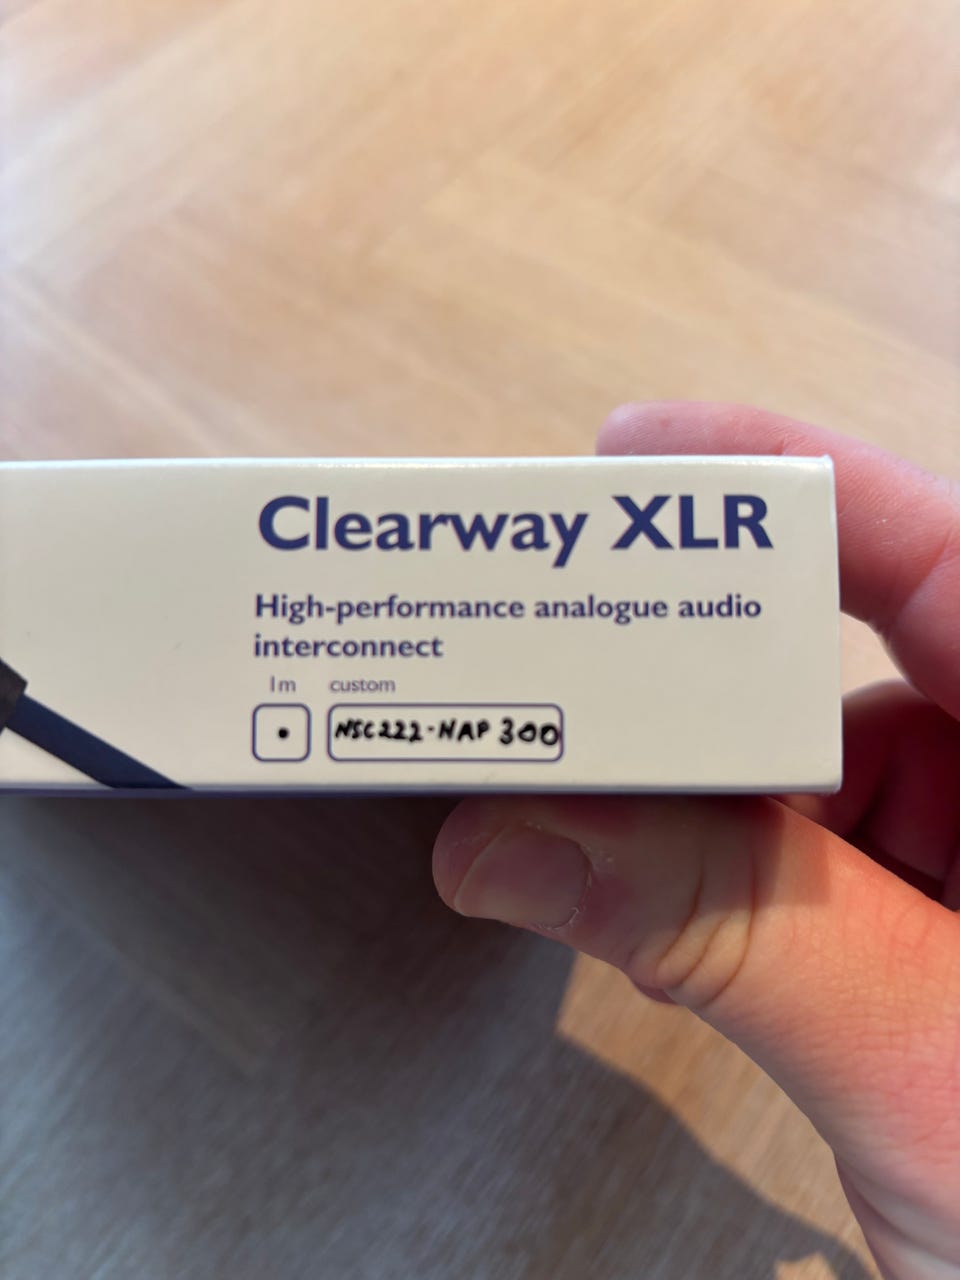 Clearway XLR
High-performance analogue audio
interconnect
1m custom
NSC222-NAP 300